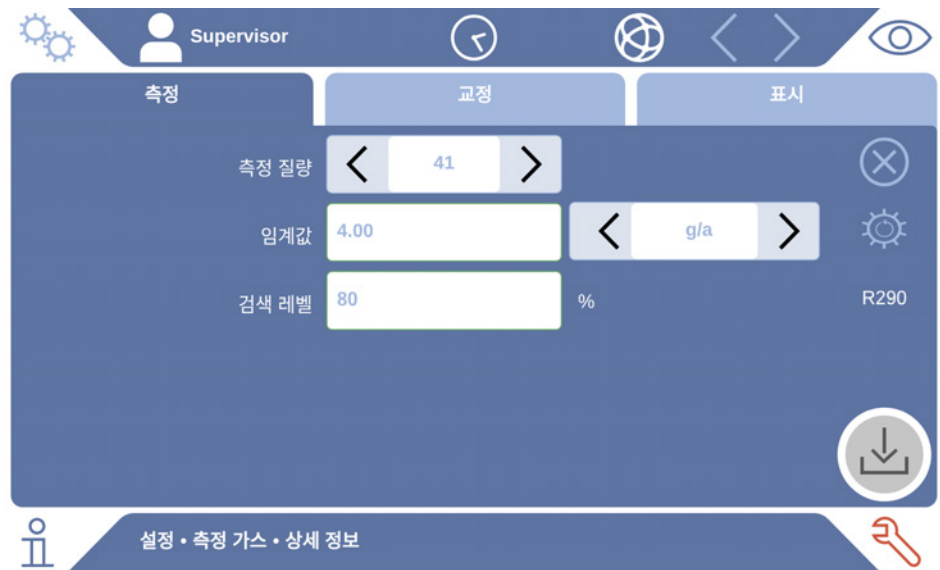 Supervisor
측정
교정
표시
측정 질량
41
임계값
4.00
g/a
검색 레벨
80
%
R290
설정 • 측정 가스 • 상세 정보